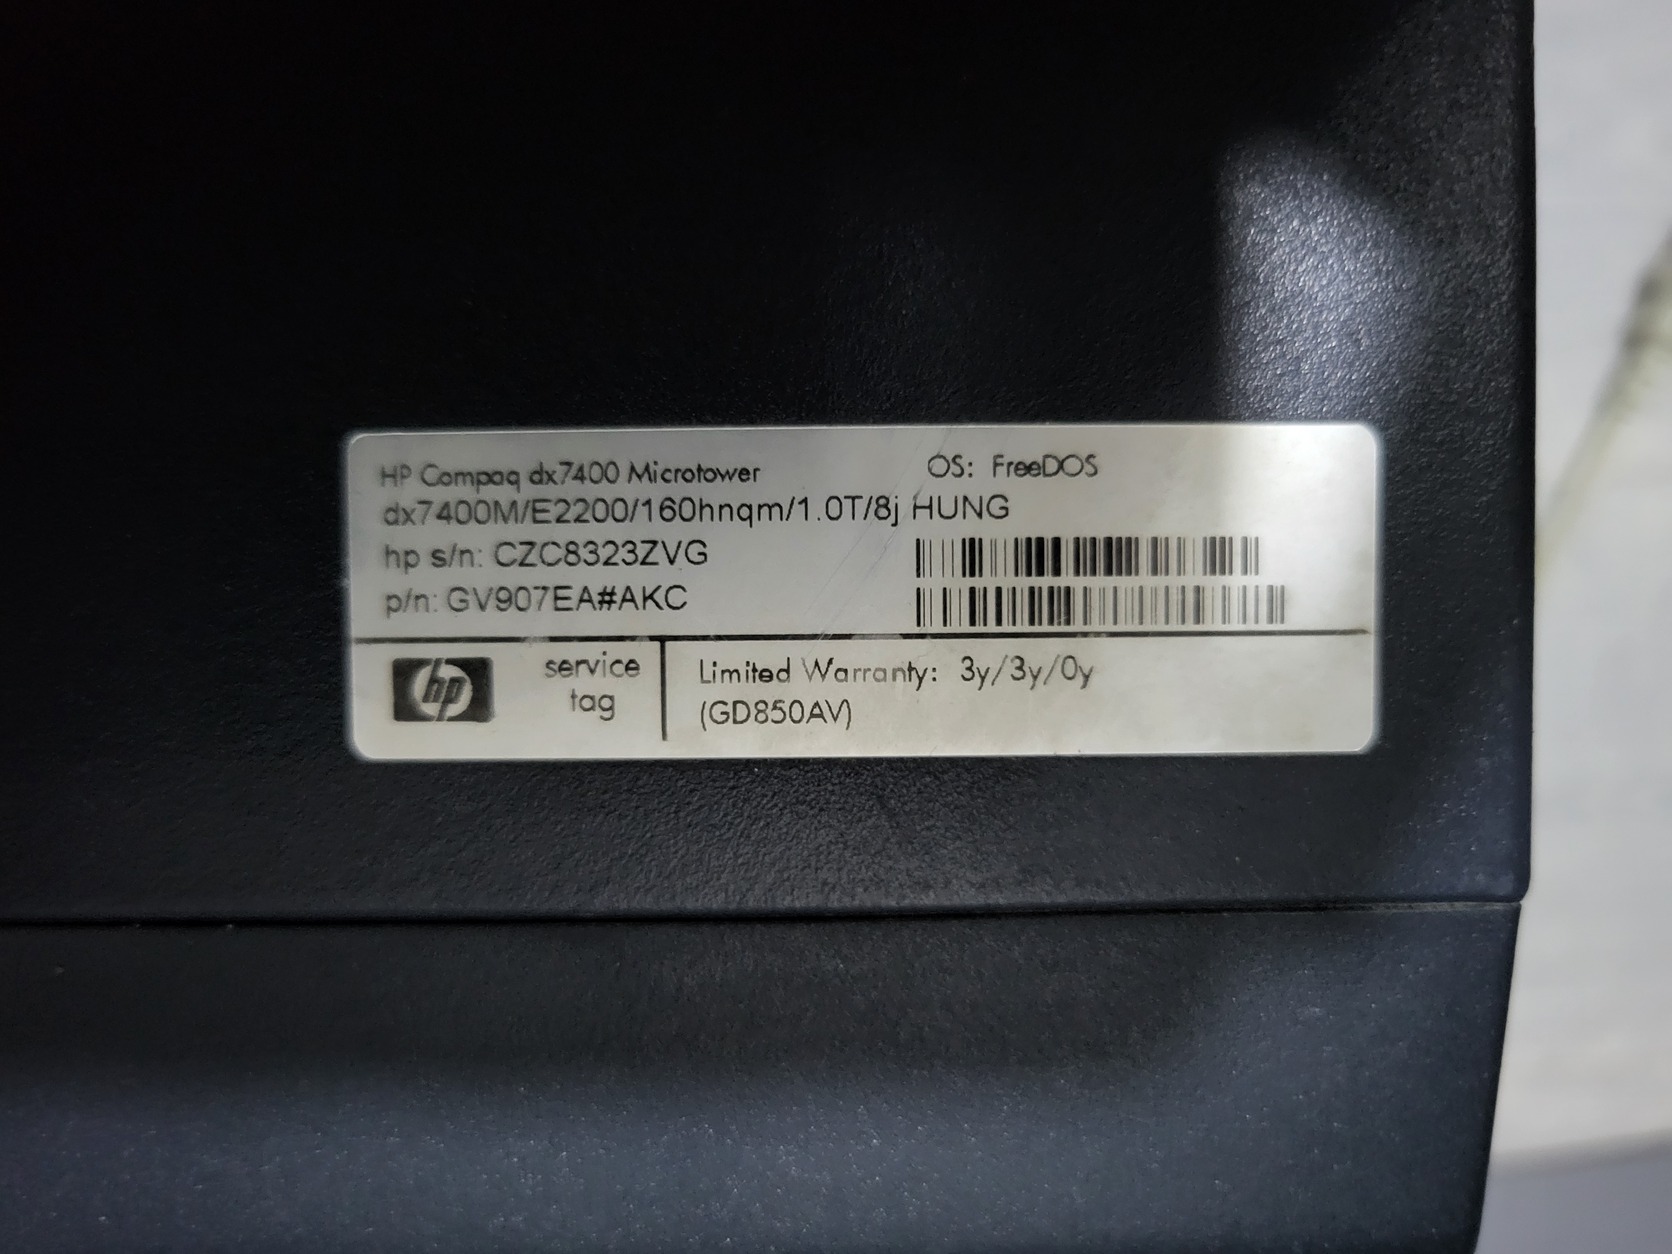 HP Compaq dx7400 Microtower OS: FreeDOS
dx7400M/E2200/160hnqm/1.0T/8j HUNG
hp s/n: CZC8323ZVG
p/n: GV907EA#AKC
hp
service
tag
Limited Warranty: 3y/3y/0y
(GD850AV)